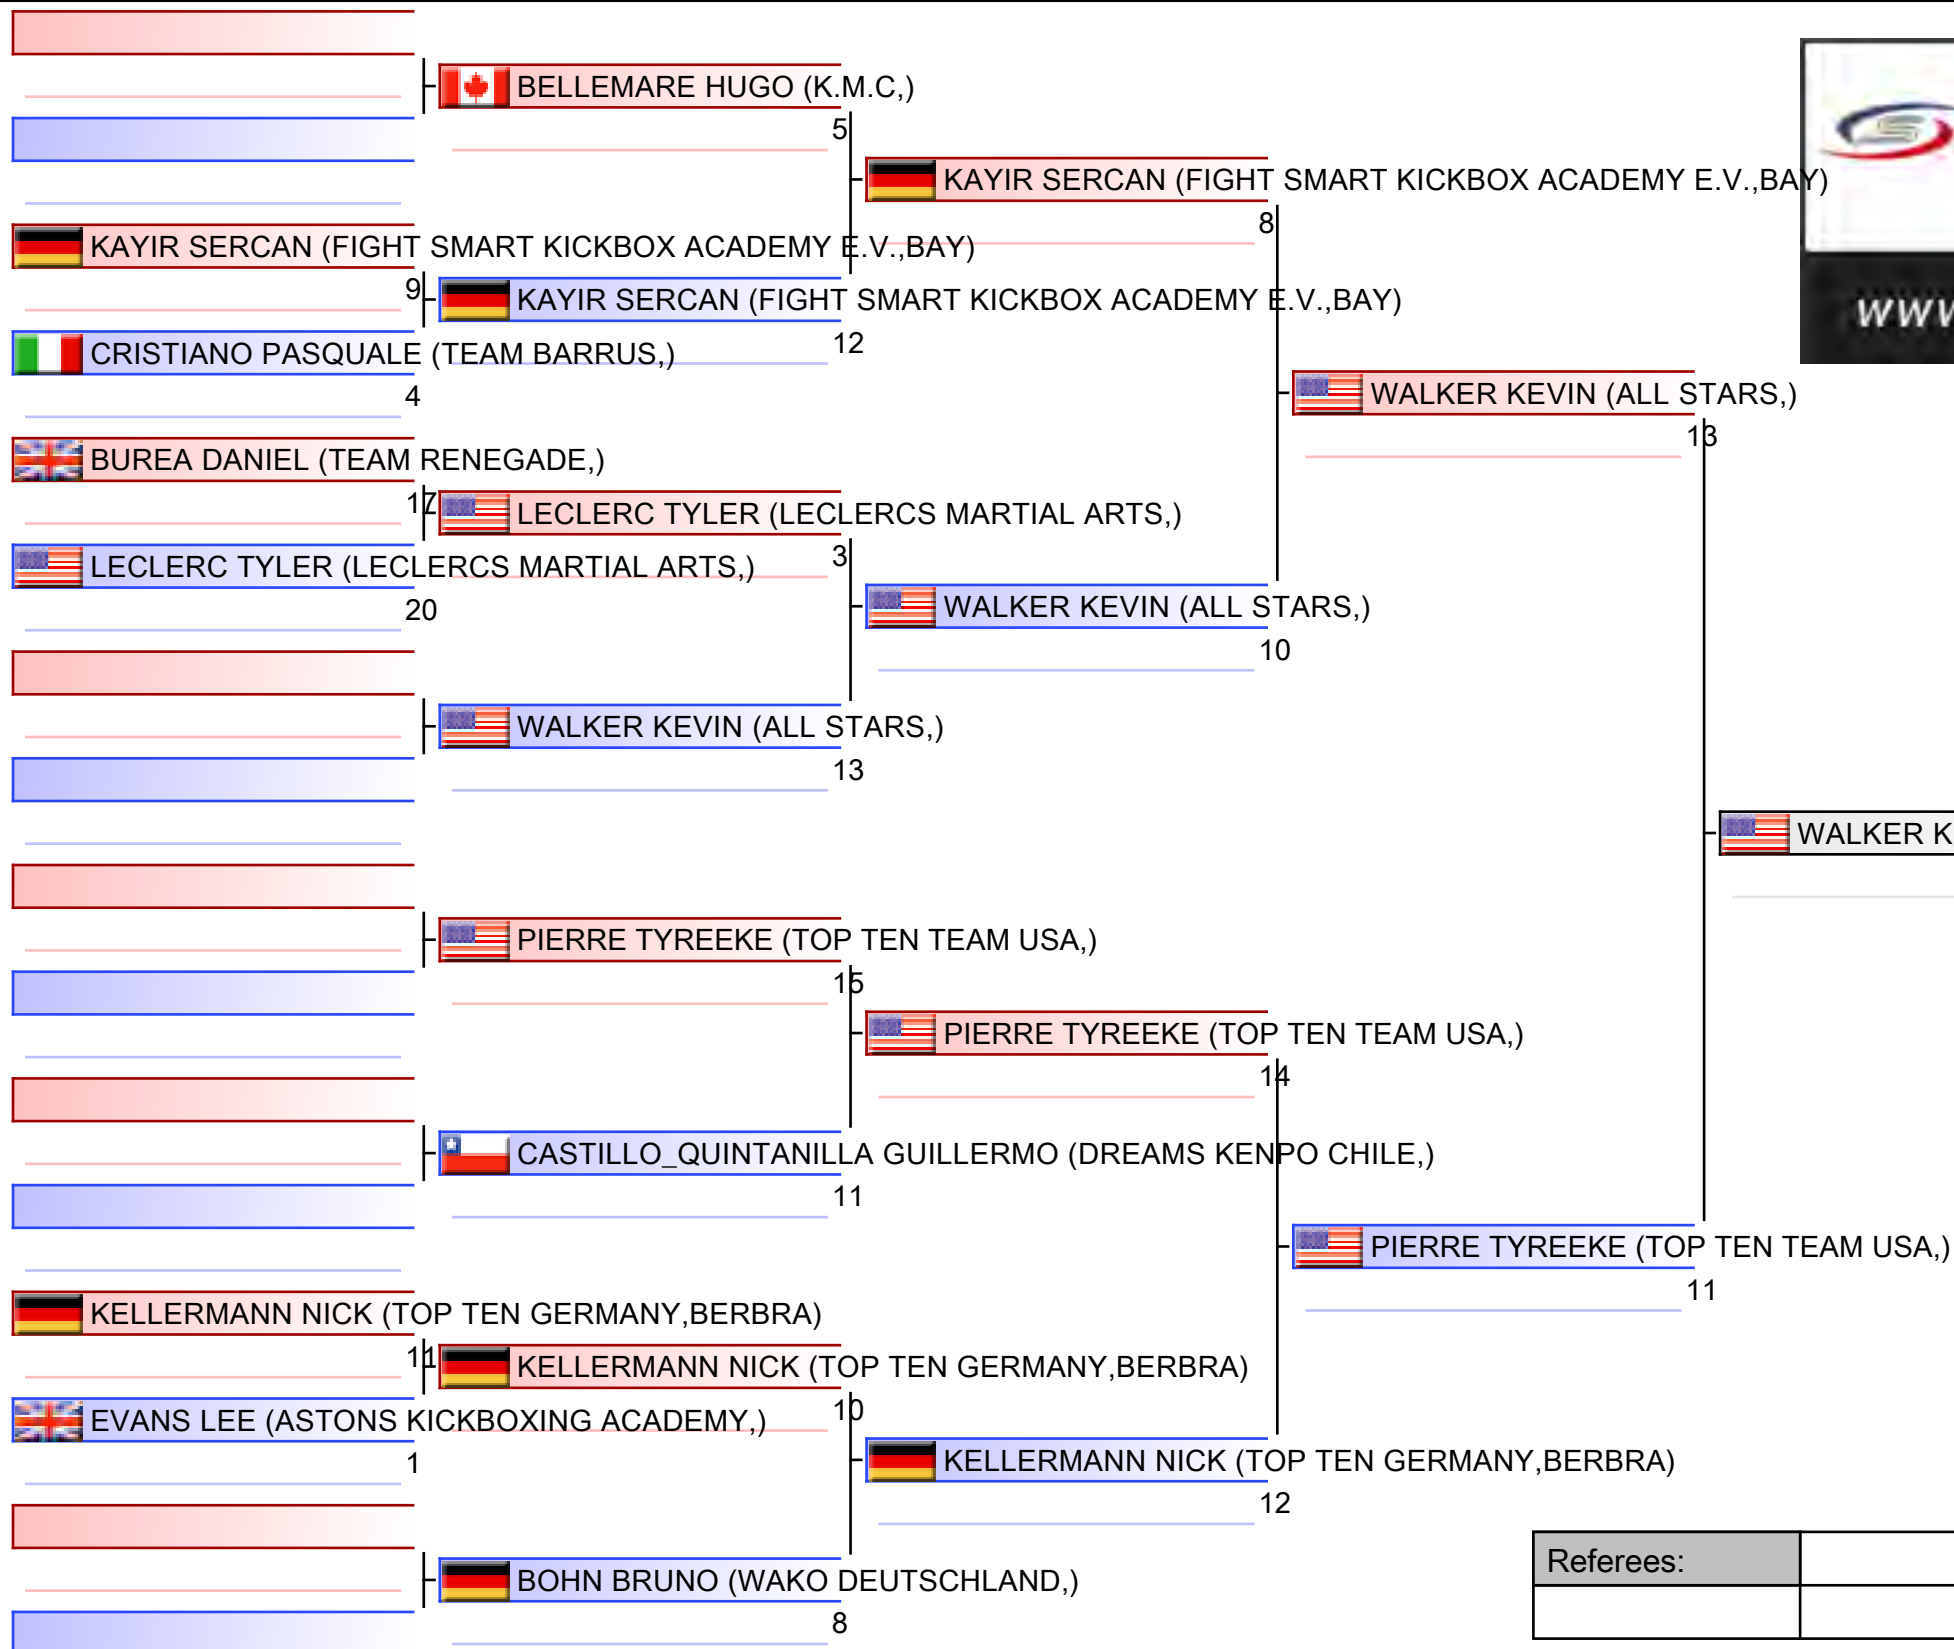 BELLEMARE HUGO (K.M.C,)
5
KAYIR SERCAN (FIGHT SMART KICKBOX ACADEMY E.V.,BAY)
8
KAYIR SERCAN (FIGHT SMART KICKBOX ACADEMY E.V.,BAY)
9
KAYIR SERCAN (FIGHT SMART KICKBOX ACADEMY E.V.,BAY)
12
CRISTIANO PASQUALE (TEAM BARRUS,)
4
WALKER KEVIN (ALL STARS,)
13
BUREA DANIEL (TEAM RENEGADE,)
17
LECLERC TYLER (LECLERCS MARTIAL ARTS,)
3
LECLERC TYLER (LECLERCS MARTIAL ARTS,)
20
WALKER KEVIN (ALL STARS,)
10
WALKER KEVIN (ALL STARS,)
13
WALKER K
PIERRE TYREEKE (TOP TEN TEAM USA,)
15
PIERRE TYREEKE (TOP TEN TEAM USA,)
14
CASTILLO_QUINTANILLA GUILLERMO (DREAMS KENPO CHILE,)
11
PIERRE TYREEKE (TOP TEN TEAM USA,)
11
KELLERMANN NICK (TOP TEN GERMANY,BERBRA)
11
KELLERMANN NICK (TOP TEN GERMANY,BERBRA)
10
EVANS LEE (ASTONS KICKBOXING ACADEMY,)
1
KELLERMANN NICK (TOP TEN GERMANY,BERBRA)
12
BOHN BRUNO (WAKO DEUTSCHLAND,)
8
Referees: